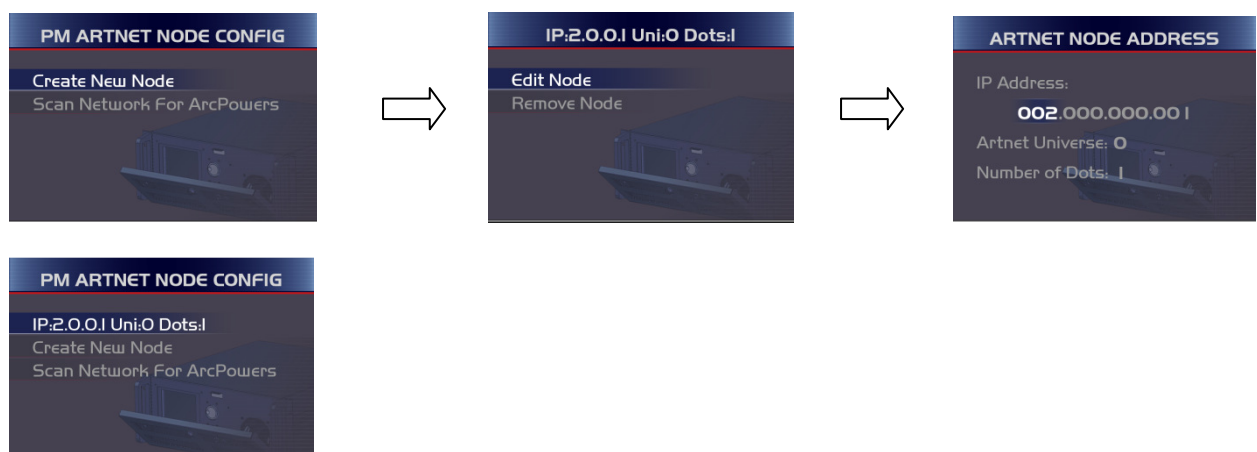 PM ARTNET NODE CONFIG
Create New Node
Scan Network For ArcPowers
IP:2.0.0.1 Uni:0 Dots:1
Edit Node
Remove Node
ARTNET NODE ADDRESS
IP Address:
002.000.000.001
Artnet Universe: 0
Number of Dots: 1
PM ARTNET NODE CONFIG
IP:2.0.0.1 Uni:0 Dots:1
Create New Node
Scan Network For ArcPowers